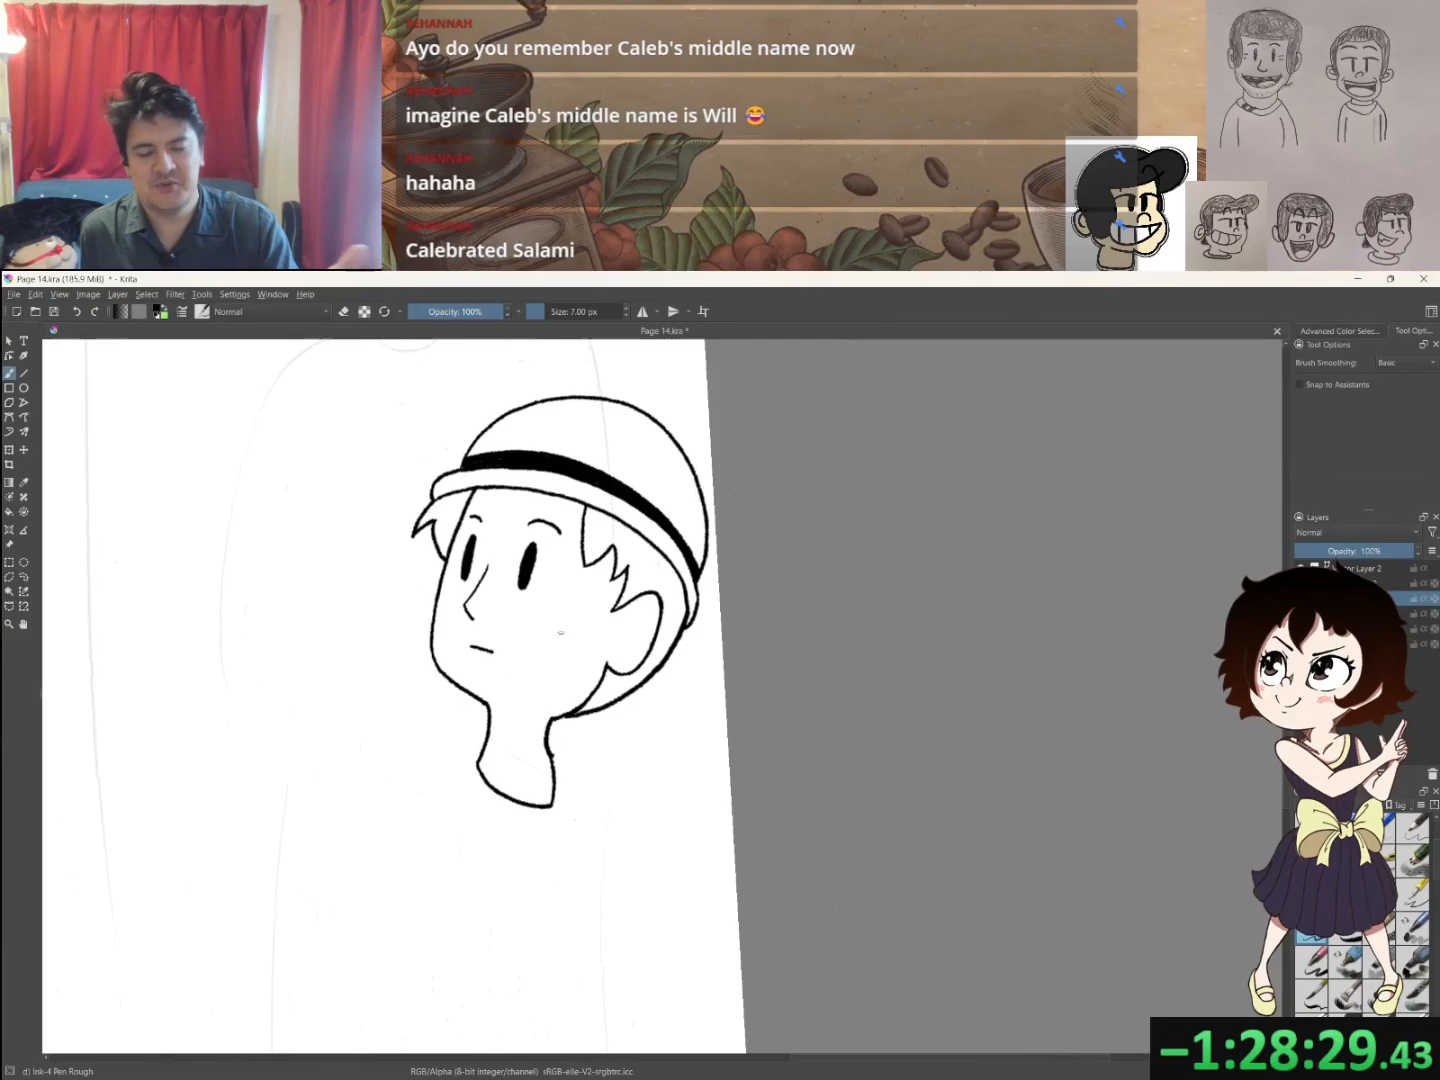 REHANNAH
Ayo do you remember Caleb's middle name now
imagine Caleb's middle name is Will 😂
REHANNAH
hahaha
Calebrated Salami
Page 14.kra (185.9 MiB) * - Krita
File Edit View Image Layer Select Filter Tools Settings Window Help
Normal
Opacity: 100%
Size: 7.00 px
Page 14.kra *
Advanced Color Selec...
Tool Opti...
Tool Options
Brush Smoothing:
Basic
Snap to Assistants
Layers
Normal
Opacity: 100%
Layer 2
Tag
d) Ink-4 Pen Rough
RGB/Alpha (8-bit integer/channel) sRGB-elle-V2-srgbtrc.icc
−1:28:29.43